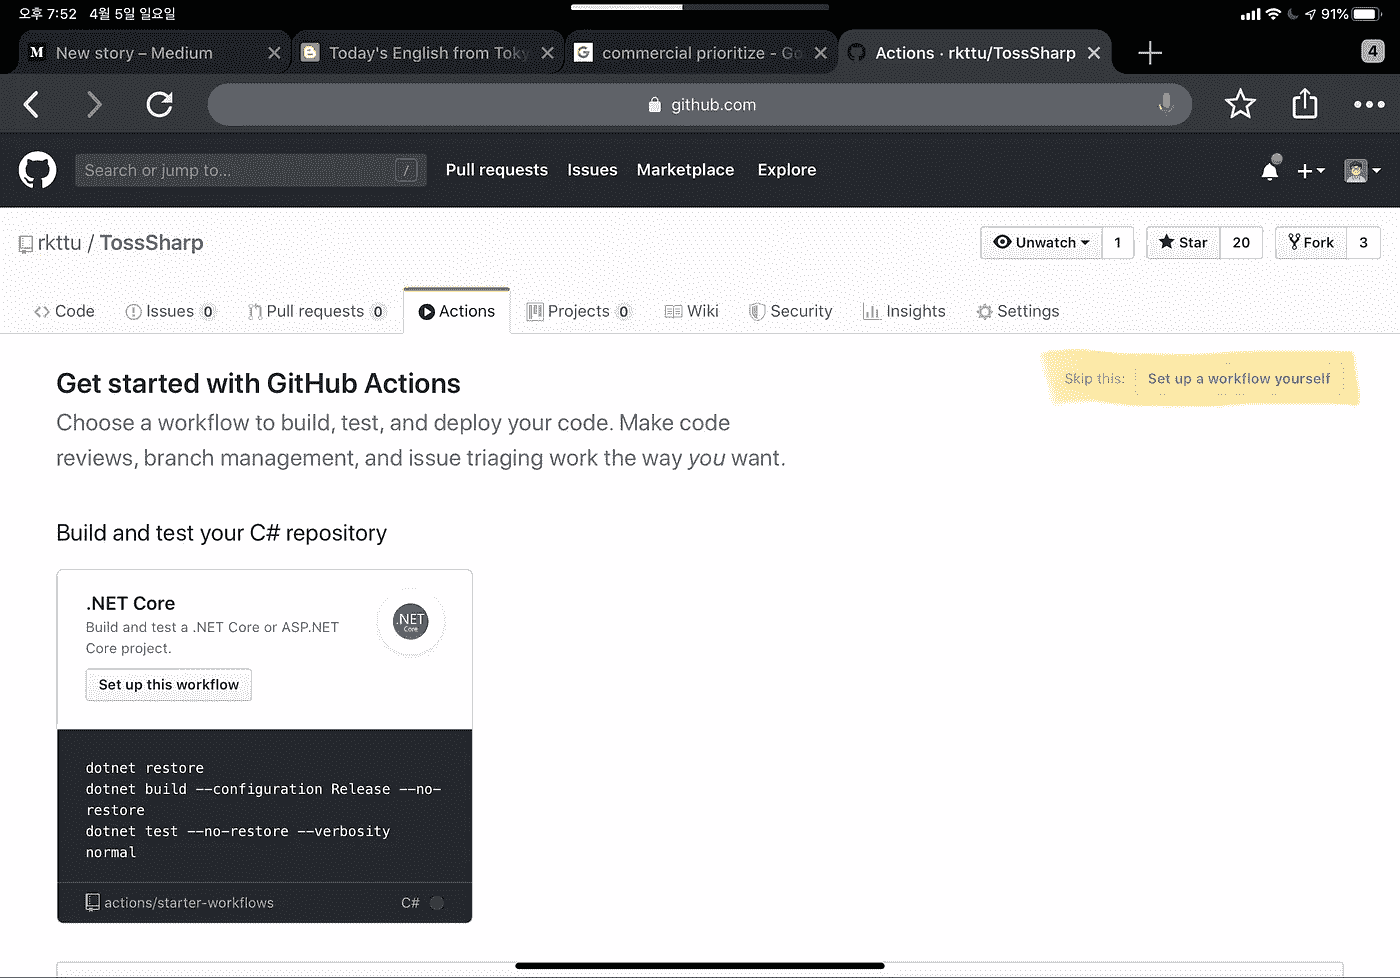 오후 7:52 4월 5일 일요일 91%
New story – Medium Today's English from Toky commercial prioritize - Go Actions · rkttu/TossSharp 4
github.com
Search or jump to... / Pull requests Issues Marketplace Explore
rkttu / TossSharp Unwatch 1 Star 20 Fork 3
Code Issues 0 Pull requests 0 Actions Projects 0 Wiki Security Insights Settings
Get started with GitHub Actions Skip this: Set up a workflow yourself
Choose a workflow to build, test, and deploy your code. Make code
reviews, branch management, and issue triaging work the way you want.
Build and test your C# repository
.NET Core
Build and test a .NET Core or ASP.NET
Core project.
.NET
Core
Set up this workflow
dotnet restore
dotnet build --configuration Release --no-
restore
dotnet test --no-restore --verbosity
normal
actions/starter-workflows C#